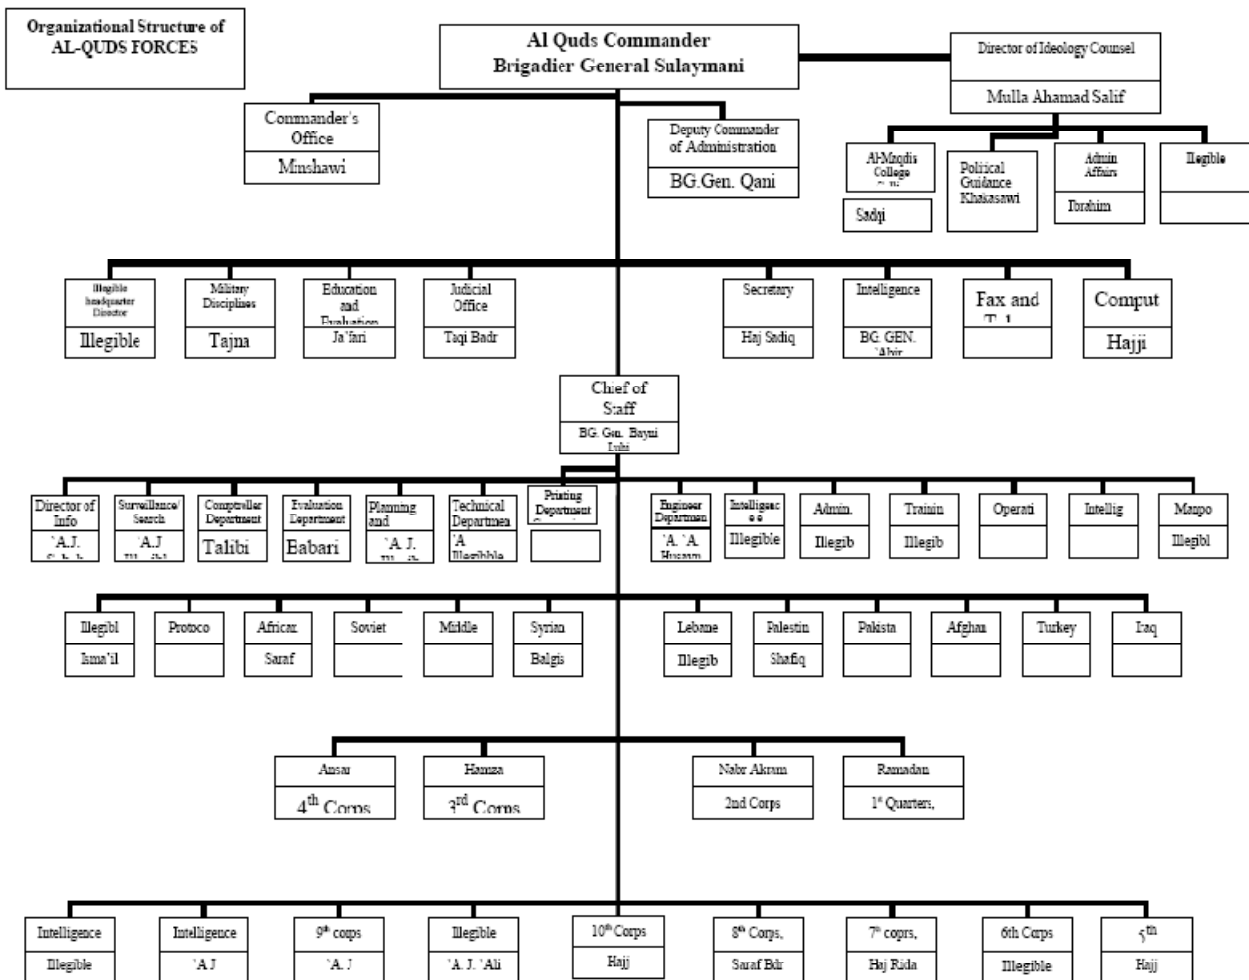 Organizational Structure of
AL-QUDS FORCES
Al Quds Commander
Brigadier General Sulaymani
Director of Ideology Counsel
Mulla Ahamad Salif
Commander's
Office
Minshawi
Deputy Commander
of Administration
BG.Gen. Qani
Al-Maqdis
College
Sadqi
Political
Guidance
Khakasawi
Admin
Affairs
Ibrahim
Illegible
Illegible
headquarter
Director
Illegible
Military
Disciplines
Tajna
Education
and
Evaluation
Ja'fari
Judicial
Office
Taqi Badr
Secretary
Haj Sadiq
Intelligence
BG. GEN.
Fax and
Comput
Hajji
Chief of
Staff
BG. Gen. Bayni
Director of
Info
`A.J.
Surveillance/
Search
`A.J
Comptroller
Department
Talibi
Evaluation
Department
Babari
Planning
and
`A. J.
Technical
Departmen
`A
Illegibble
Printing
Department
Engineer
Departmen
`A. `A.
Husam
Intelligenc
e e
Illegible
Admin.
Illegib
Trainin
Illegib
Operati
Intellig
Manpo
Illegibl
Illegibl
Isma'il
Protoco
African
Saraf
Soviet
Middle
Syrian
Balgis
Lebane
Illegib
Palestin
Shafiq
Pakista
Afghan
Turkey
Iraq
Ansar
4th Corps
Hamza
3rd Corps
Nabr Akram
2nd Corps
Ramadan
1st Quarters,
Intelligence
Illegible
Intelligence
`A J
9th corps
`A. J
Illegible
`A. J. `Ali
10th Corps
Hajj
8th Corps,
Saraf Bdr
7th coprs,
Haj Rida
6th Corps
Illegible
5th
Hajj